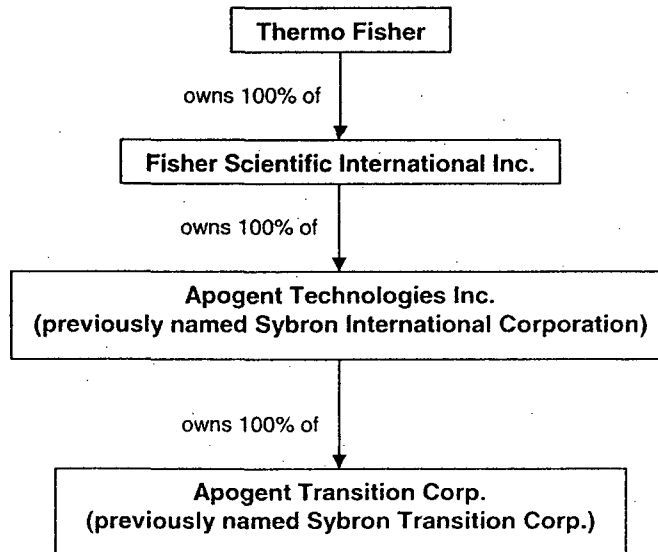 Thermo Fisher
owns 100% of
Fisher Scientific International Inc.
owns 100% of
Apogent Technologies Inc.
(previously named Sybron International Corporation)
owns 100% of
Apogent Transition Corp.
(previously named Sybron Transition Corp.)